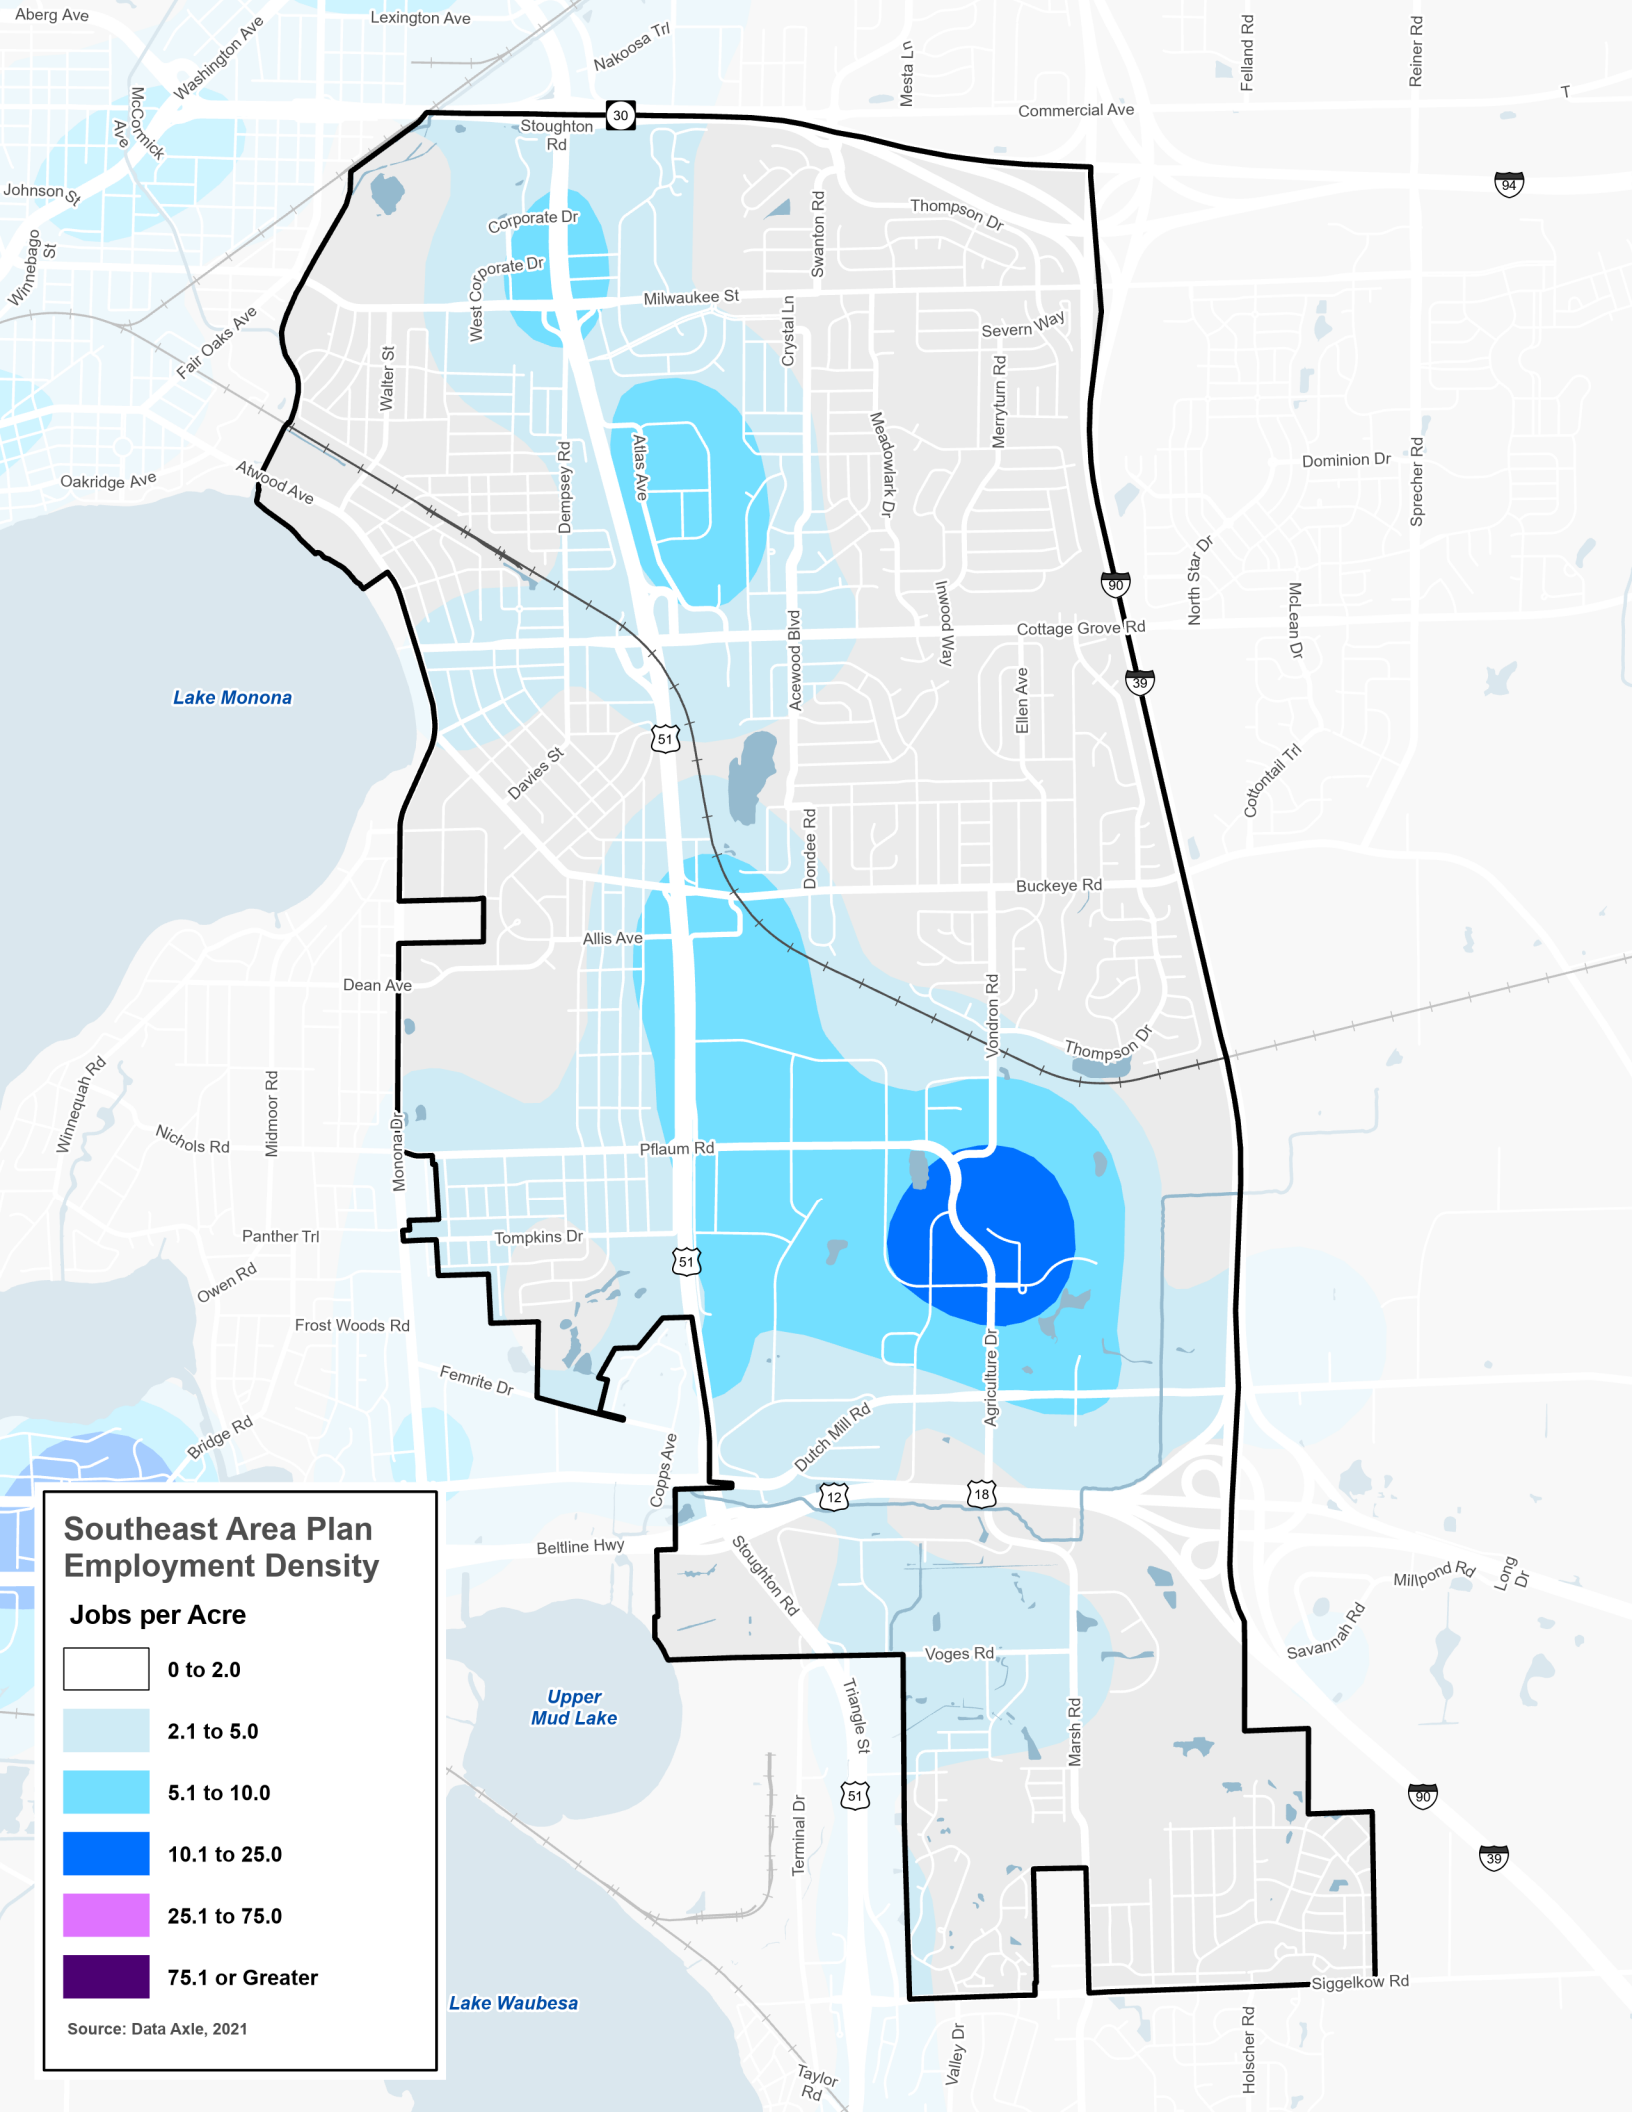 Aberg Ave
Lexington Ave
Washington Ave
Nakoosa Trl
Mesta Ln
Felland Rd
Reiner Rd
McCormick
Ave
30
Commercial Ave
T
Stoughton
Rd
94
Johnson St
Swanton Rd
Thompson Dr
Corporate Dr
Winnebago
St
West Corporate Dr
Milwaukee St
Crystal Ln
Severn Way
Fair Oaks Ave
Walter St
Merryturn Rd
Meadowlark Dr
Dempsey Rd
Atlas Ave
Dominion Dr
Sprecher Rd
Oakridge Ave
Atwood Ave
North Star Dr
90
Inwood Way
McLean Dr
Cottage Grove Rd
Acewood Blvd
Ellen Ave
39
Lake Monona
51
Davies St
Cottontail Trl
Dondee Rd
Buckeye Rd
Allis Ave
Dean Ave
Vondron Rd
Thompson Dr
Winnequah Rd
Midmoor Rd
Nichols Rd
Monona Dr
Pflaum Rd
Panther Trl
Tompkins Dr
51
Owen Rd
Frost Woods Rd
Agriculture Dr
Femrite Dr
Bridge Rd
Dutch Mill Rd
Copps Ave
12
18
Beltline Hwy
Stoughton Rd
Millpond Rd
Long
Dr
Savannah Rd
Voges Rd
Upper
Mud Lake
Triangle St
Marsh Rd
51
90
Terminal Dr
39
Siggelkow Rd
Lake Waubesa
Valley Dr
Holscher Rd
Taylor
Rd
Southeast Area Plan
Employment Density
Jobs per Acre
0 to 2.0
2.1 to 5.0
5.1 to 10.0
10.1 to 25.0
25.1 to 75.0
75.1 or Greater
Source: Data Axle, 2021